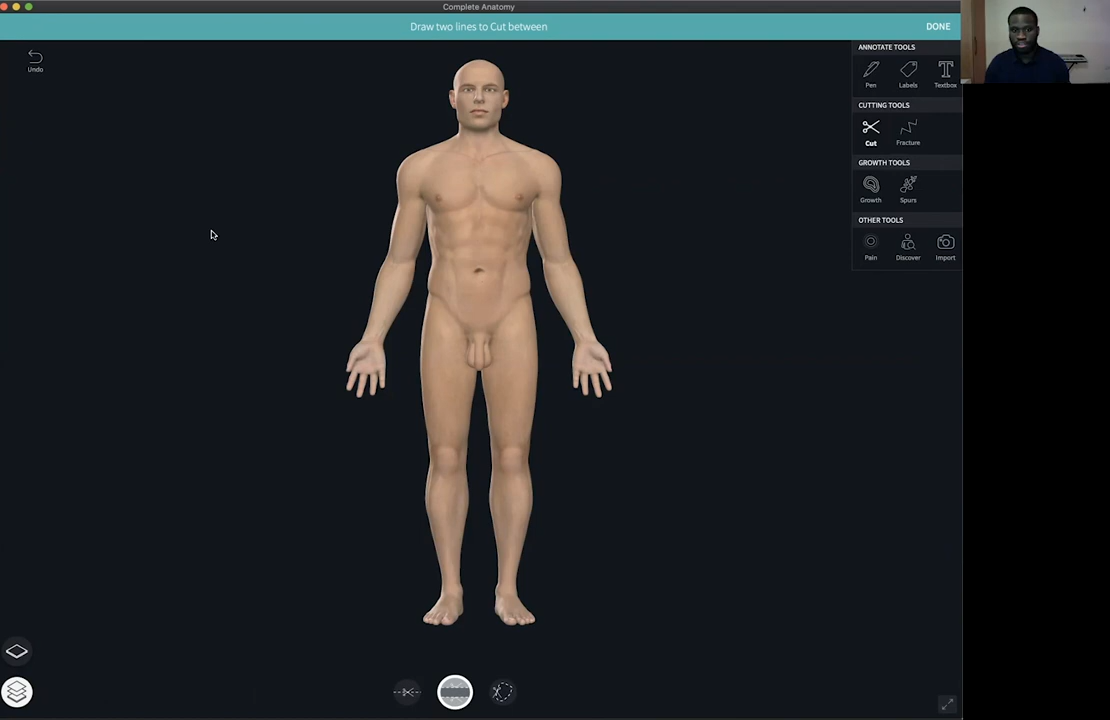 Complete Anatomy
Draw two lines to Cut between
DONE
Undo
ANNOTATE TOOLS
Pen
Labels
Textbox
CUTTING TOOLS
Cut
Fracture
GROWTH TOOLS
Growth
Spurs
OTHER TOOLS
Pain
Discover
Import